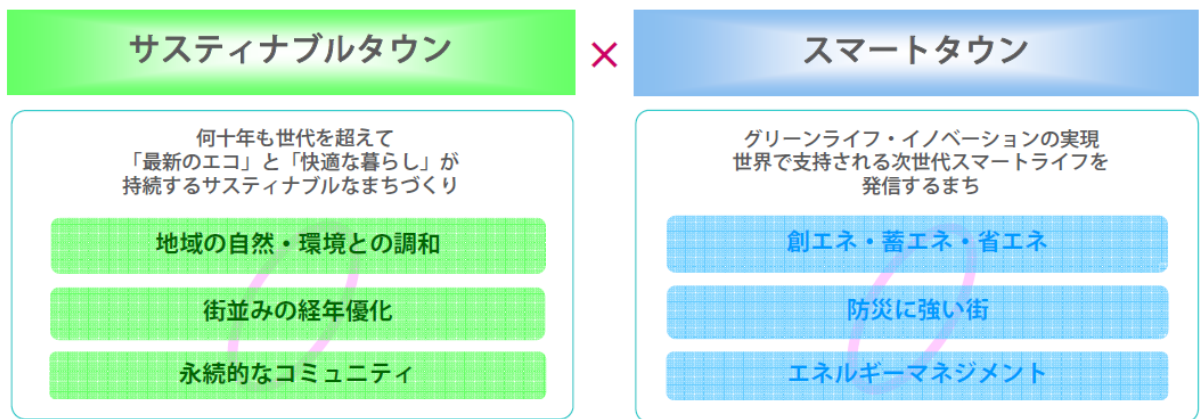 サスティナブルタウン
×
スマートタウン
何十年も世代を超えて
「最新のエコ」と「快適な暮らし」が
持続するサスティナブルなまちづくり
地域の自然・環境との調和
街並みの経年優化
永続的なコミュニティ
グリーンライフ・イノベーションの実現
世界で支持される次世代スマートライフを
発信するまち
創エネ・蓄エネ・省エネ
防災に強い街
エネルギーマネジメント